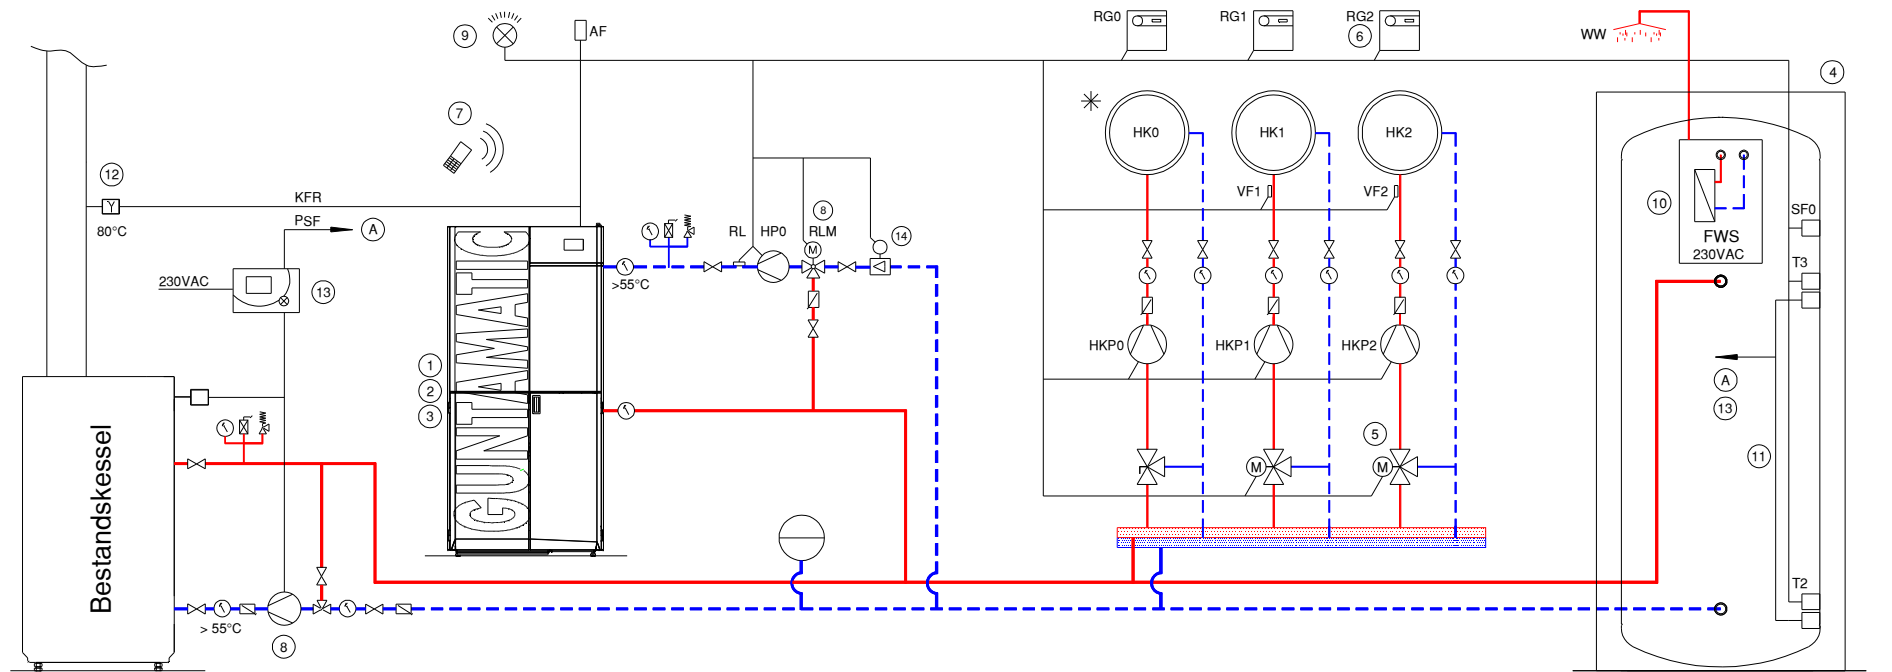 9
AF
RG0
RG1
RG2
6
WW
4
7
HK0
HK1
HK2
12
KFR
VF1
VF2
80°C
PSF
A
8
RL
HP0
RLM
M
14
10
SF0
FWS
230VAC
>55°C
T3
230VAC
13
GUNTAMATIC
1
2
3
HKP0
HKP1
HKP2
A
13
5
11
M
M
Bestandskessel
T2
> 55°C
8
Y